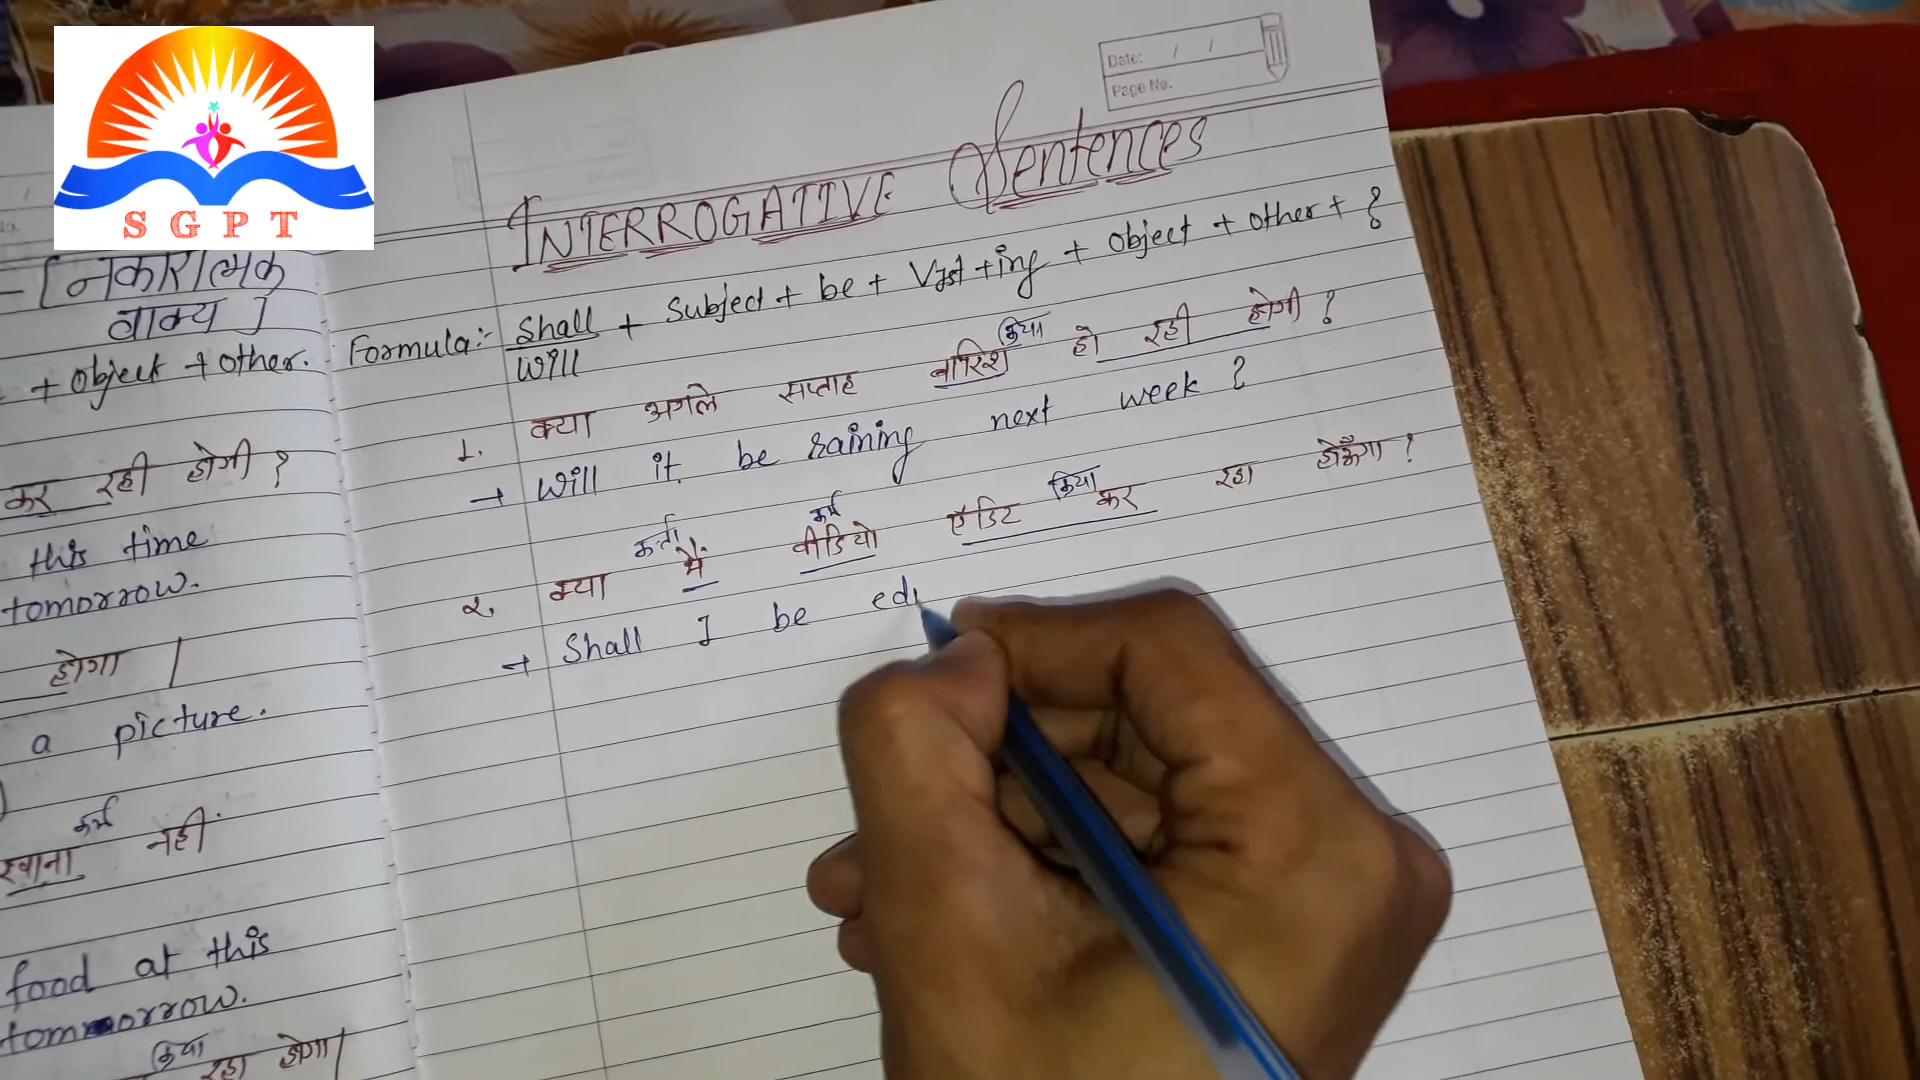 SGPT
Date: / /
Page No.
- [नकारात्मक
वाक्य ]
+ object + other.
कर रही होगी ?
this time
tomorrow.
होगा |
a picture.
कर्म
खाना नहीं
food at this
tomorrow.
क्रिया
रहा होगा |
INTERROGATIVE Sentences
Formula:- Shall + Subject + be + V1st + ing + object + other + ?
Will
क्रिया
1. क्या अगले सप्ताह बारिश हो रही होगी ?
→ Will it be raining next week ?
कर्ता कर्म क्रिया
2. क्या मैं वीडियो एडिट कर रहा होऊँगा ?
→ Shall I be edi